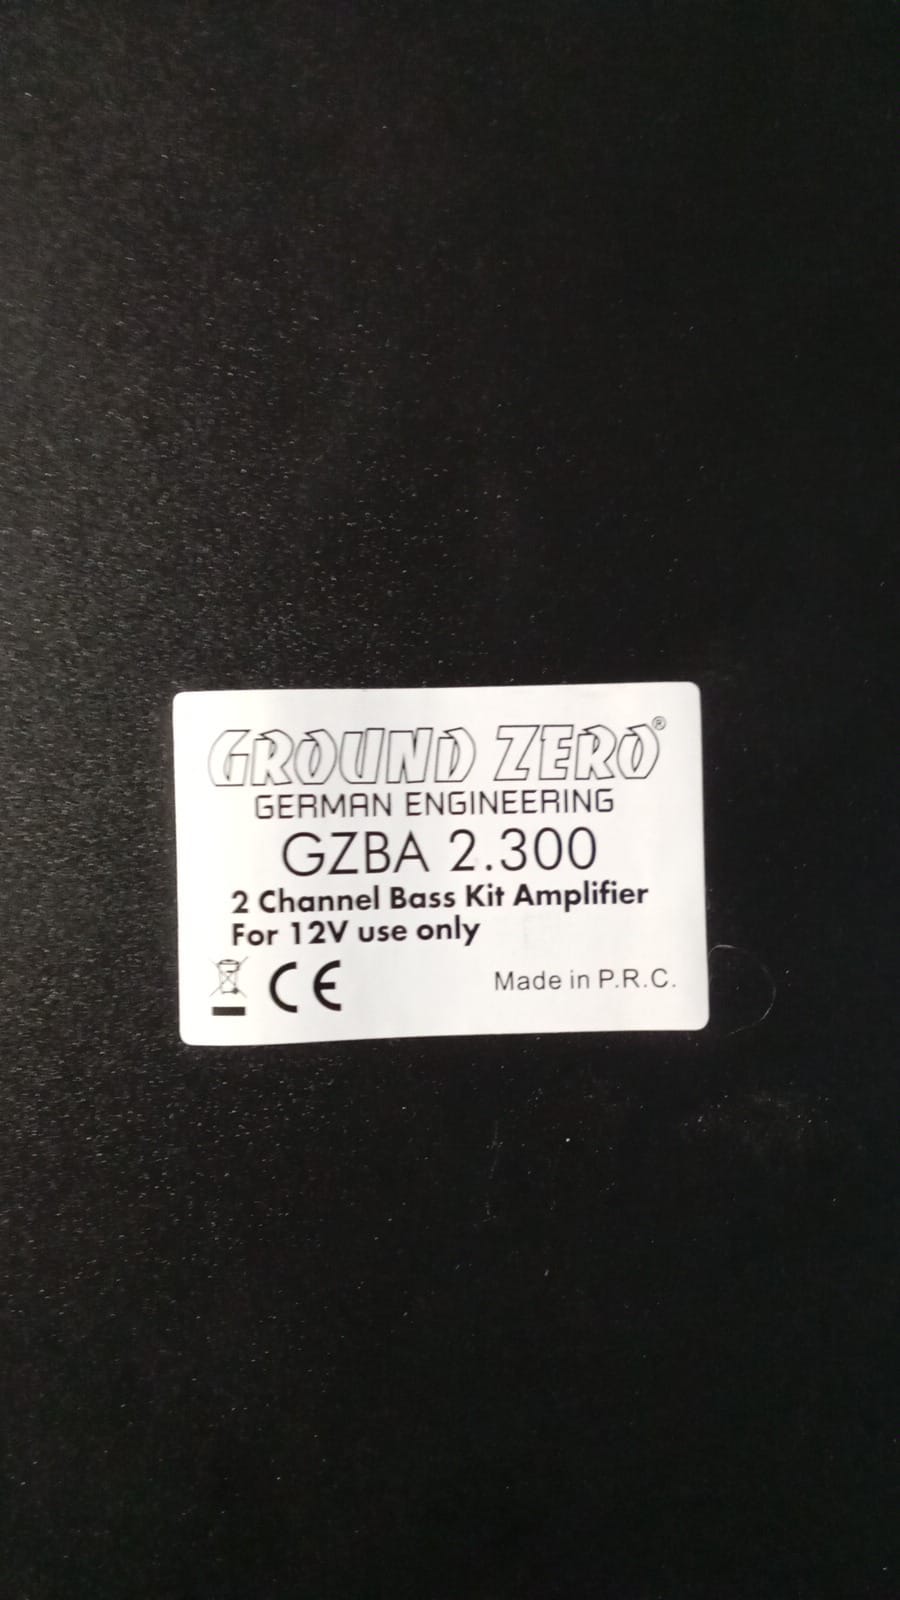 GROUND ZERO®
GERMAN ENGINEERING
GZBA 2.300
2 Channel Bass Kit Amplifier
For 12V use only
CE
Made in P.R.C.